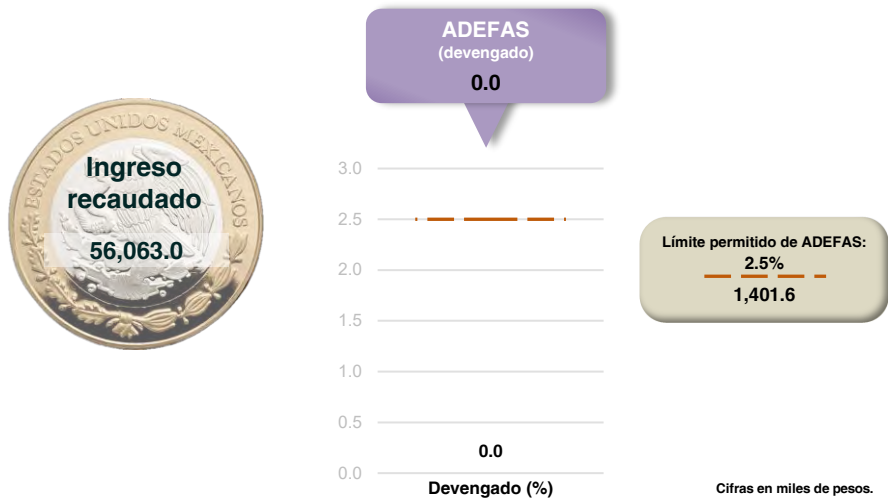 ADEFAS
(devengado)
0.0
ESTADOS UNIDOS MEXICANOS
Ingreso
recaudado
56,063.0
3.0
2.5
2.0
1.5
1.0
0.5
0.0
0.0
Devengado (%)
Límite permitido de ADEFAS:
2.5%
1,401.6
Cifras en miles de pesos.